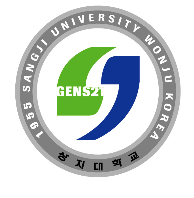 1955 SANGJI UNIVERSITY WONJU KOREA
GENS21
상지대학교